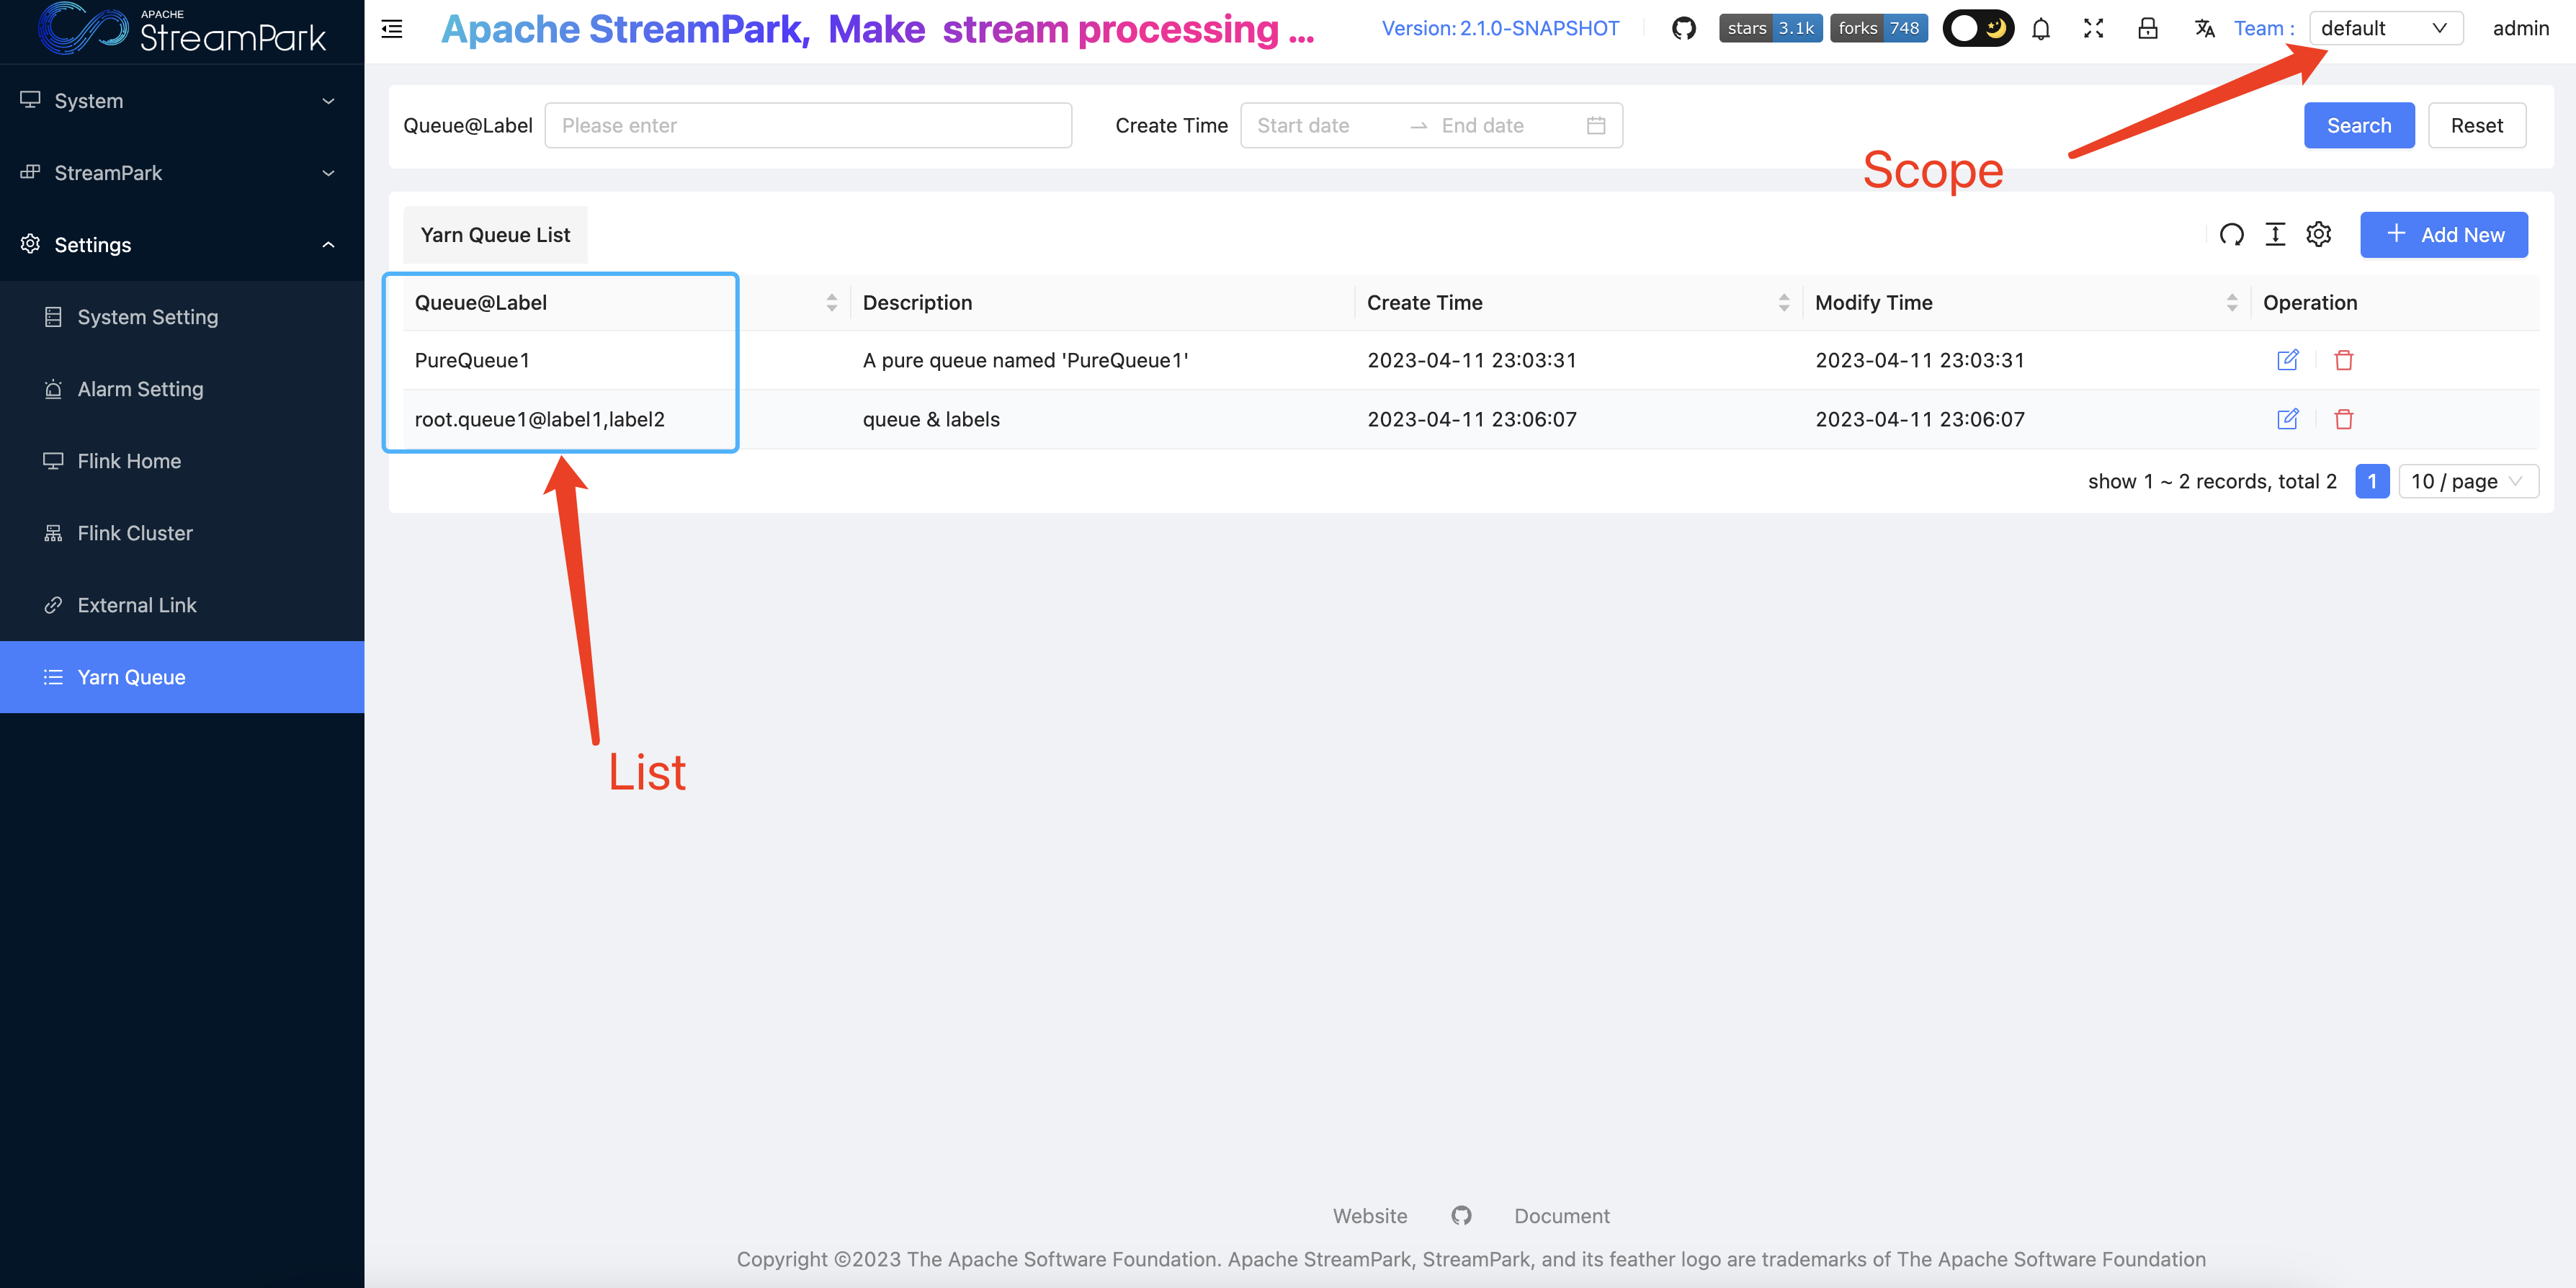 APACHE
StreamPark
Apache StreamPark, Make stream processing ...
Version: 2.1.0-SNAPSHOT
stars 3.1k
forks 748
Team :
default
admin
System
StreamPark
Settings
System Setting
Alarm Setting
Flink Home
Flink Cluster
External Link
Yarn Queue
Queue@Label
Please enter
Create Time
Start date
End date
Search
Reset
Scope
Yarn Queue List
Add New
Queue@Label Description Create Time Modify Time Operation
PureQueue1 A pure queue named 'PureQueue1' 2023-04-11 23:03:31 2023-04-11 23:03:31
root.queue1@label1,label2 queue & labels 2023-04-11 23:06:07 2023-04-11 23:06:07
show 1 ~ 2 records, total 2 1 10 / page
List
Website Document
Copyright ©2023 The Apache Software Foundation. Apache StreamPark, StreamPark, and its feather logo are trademarks of The Apache Software Foundation